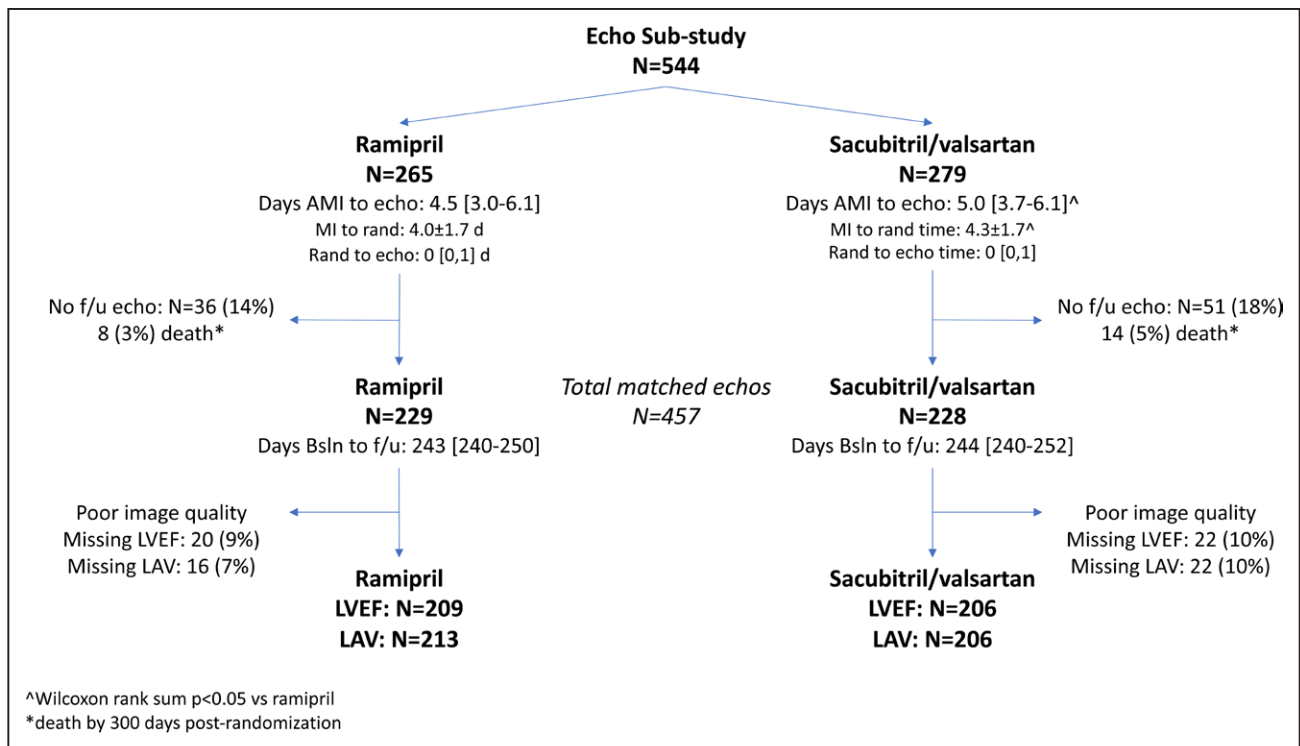 Echo Sub-study
N=544
Ramipril
N=265
Days AMI to echo: 4.5 [3.0-6.1]
MI to rand: 4.0±1.7 d
Rand to echo: 0 [0,1] d
Sacubitril/valsartan
N=279
Days AMI to echo: 5.0 [3.7-6.1]^
MI to rand time: 4.3±1.7^
Rand to echo time: 0 [0,1]
No f/u echo: N=36 (14%)
8 (3%) death*
No f/u echo: N=51 (18%)
14 (5%) death*
Ramipril
N=229
Days Bsln to f/u: 243 [240-250]
Total matched echos
N=457
Sacubitril/valsartan
N=228
Days Bsln to f/u: 244 [240-252]
Poor image quality
Missing LVEF: 20 (9%)
Missing LAV: 16 (7%)
Poor image quality
Missing LVEF: 22 (10%)
Missing LAV: 22 (10%)
Ramipril
LVEF: N=209
LAV: N=213
Sacubitril/valsartan
LVEF: N=206
LAV: N=206
^Wilcoxon rank sum p<0.05 vs ramipril
*death by 300 days post-randomization